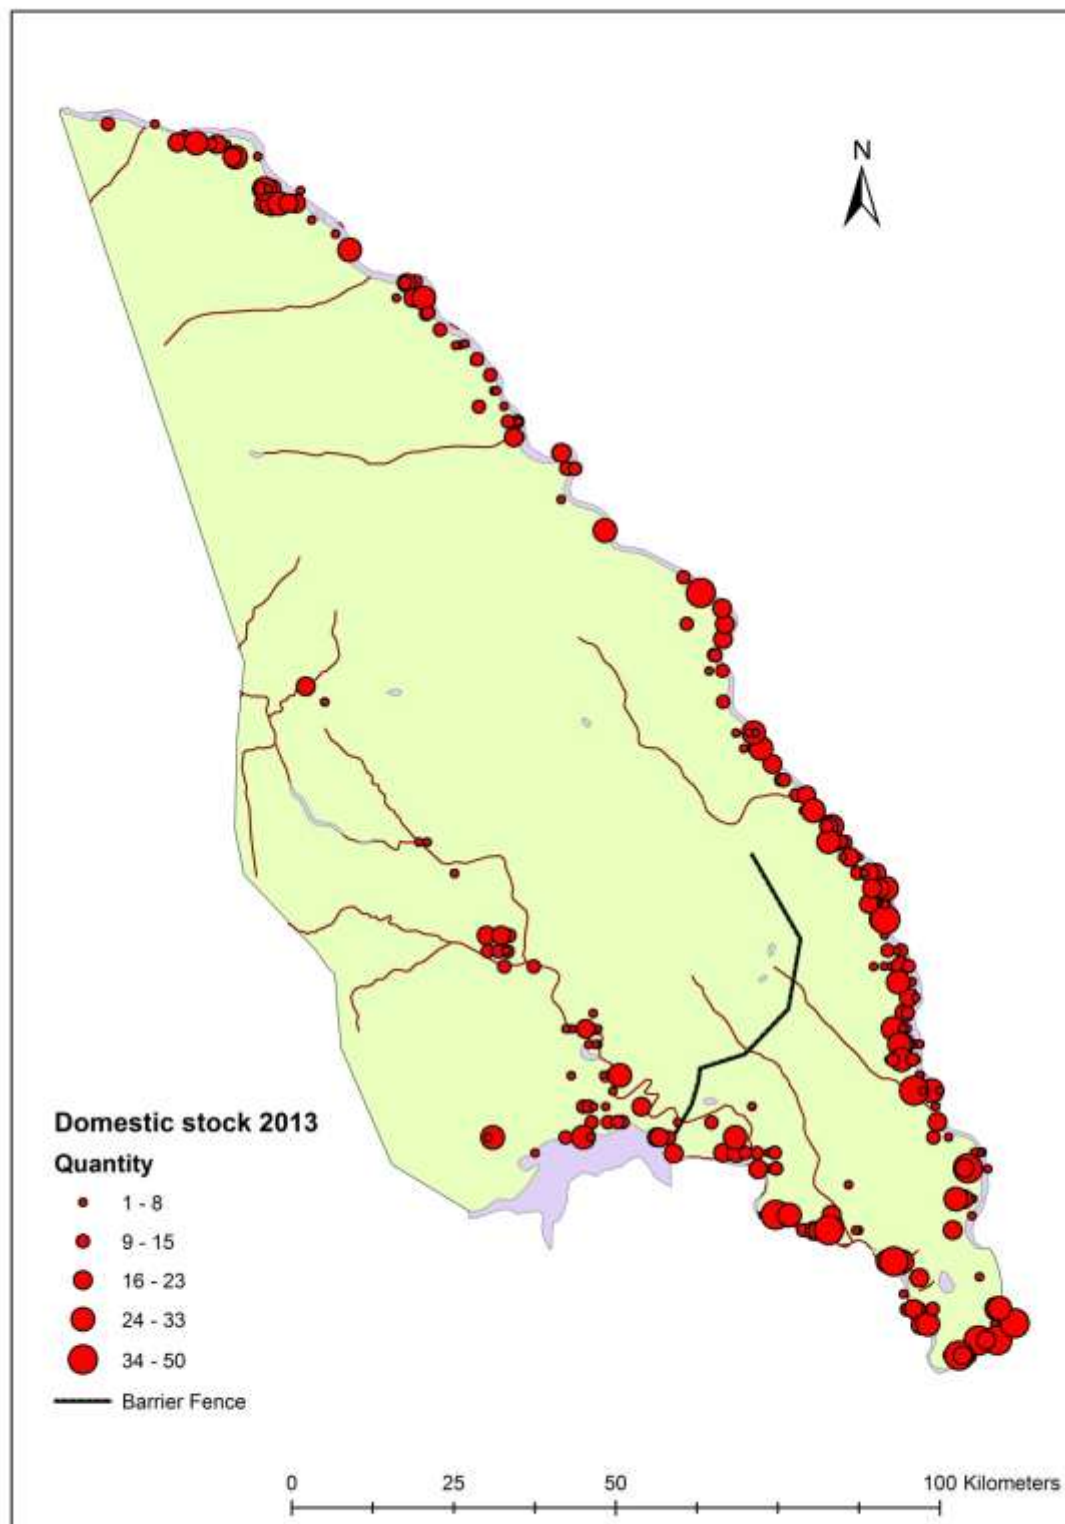 N
Domestic stock 2013
Quantity
1 - 8
9 - 15
16 - 23
24 - 33
34 - 50
Barrier Fence
0 25 50 100 Kilometers